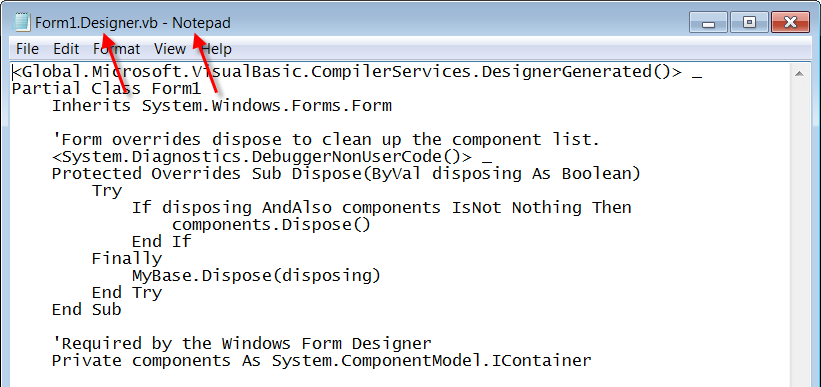 Form1.Designer.vb - Notepad
File Edit Format View Help
<Global.Microsoft.VisualBasic.CompilerServices.DesignerGenerated()> _
Partial Class Form1
    Inherits System.Windows.Forms.Form

    'Form overrides dispose to clean up the component list.
    <System.Diagnostics.DebuggerNonUserCode()> _
    Protected Overrides Sub Dispose(ByVal disposing As Boolean)
        Try
            If disposing AndAlso components IsNot Nothing Then
                components.Dispose()
            End If
        Finally
            MyBase.Dispose(disposing)
        End Try
    End Sub

    'Required by the Windows Form Designer
    Private components As System.ComponentModel.IContainer